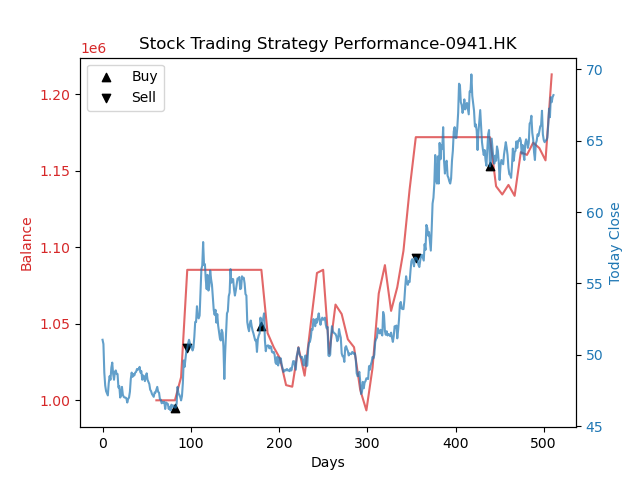 Stock Trading Strategy Performance-0941.HK
1e6
Buy
Sell
1.20
1.15
1.10
1.05
1.00
Balance
70
65
60
55
50
45
Today Close
0
100
200
300
400
500
Days